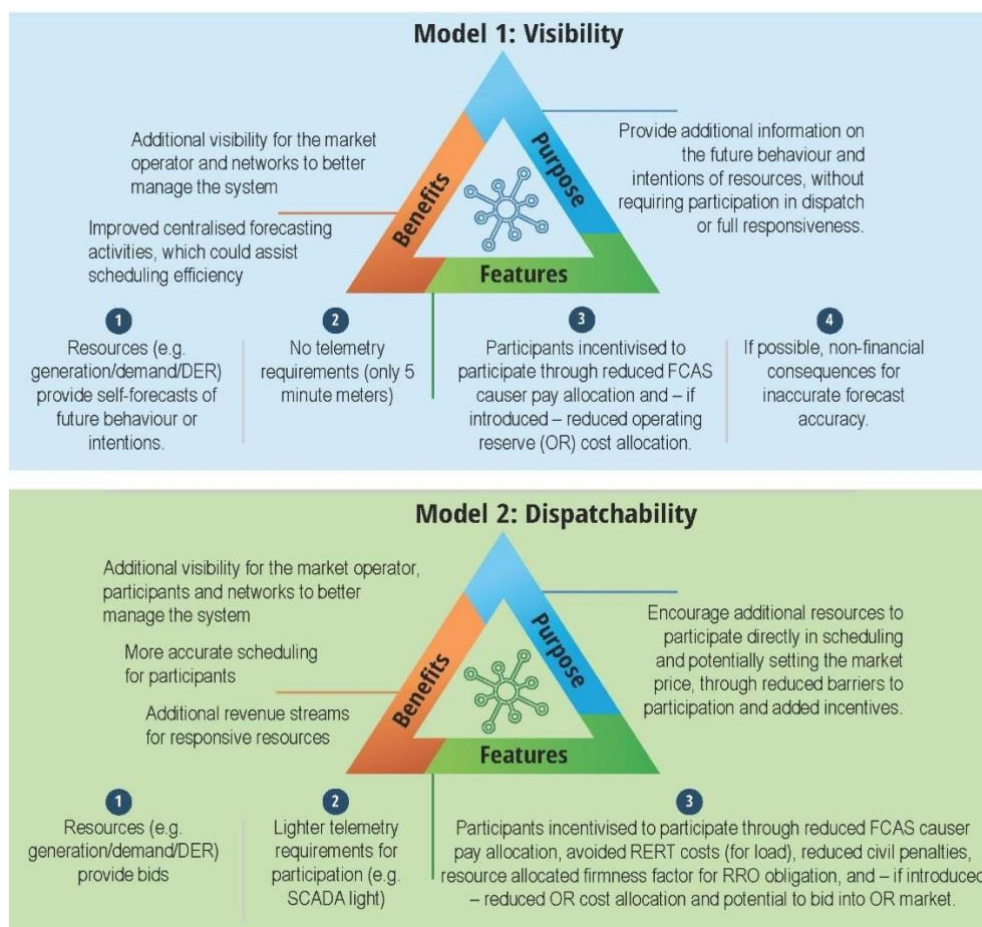 Model 1: Visibility
Additional visibility for the market
operator and networks to better
manage the system
Improved centralised forecasting
activities, which could assist
scheduling efficiency
Benefits
Purpose
Features
Provide additional information on
the future behaviour and
intentions of resources, without
requiring participation in dispatch
or full responsiveness.
1
Resources (e.g.
generation/demand/DER)
provide self-forecasts of
future behaviour or
intentions.
2
No telemetry
requirements (only 5
minute meters)
3
Participants incentivised to
participate through reduced FCAS
causer pay allocation and – if
introduced – reduced operating
reserve (OR) cost allocation.
4
If possible, non-financial
consequences for
inaccurate forecast
accuracy.
Model 2: Dispatchability
Additional visibility for the market operator,
participants and networks to better
manage the system
More accurate scheduling
for participants
Additional revenue streams
for responsive resources
Benefits
Purpose
Features
Encourage additional resources to
participate directly in scheduling
and potentially setting the market
price, through reduced barriers to
participation and added incentives.
1
Resources (e.g.
generation/demand/DER)
provide bids
2
Lighter telemetry
requirements for
participation (e.g.
SCADA light)
3
Participants incentivised to participate through reduced FCAS causer
pay allocation, avoided RERT costs (for load), reduced civil penalties,
resource allocated firmness factor for RRO obligation, and – if introduced
– reduced OR cost allocation and potential to bid into OR market.